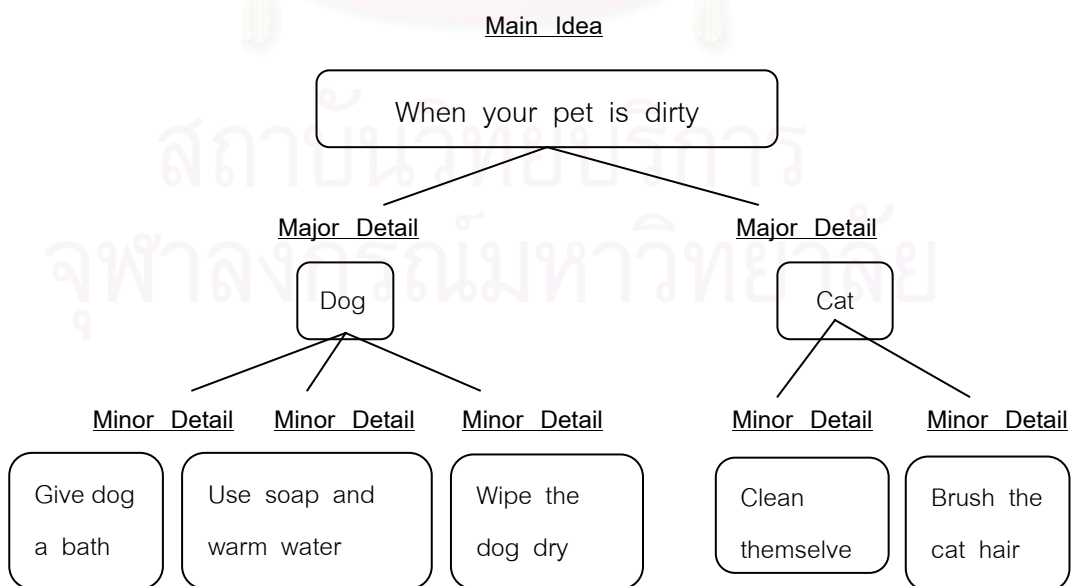 Main Idea
When your pet is dirty
Major Detail
Major Detail
Dog
Cat
Minor Detail
Minor Detail
Minor Detail
Minor Detail
Minor Detail
Give dog
a bath
Use soap and
warm water
Wipe the
dog dry
Clean
themselve
Brush the
cat hair
สถาบันวิทยบริการ
จุฬาลงกรณ์มหาวิทยาลัย